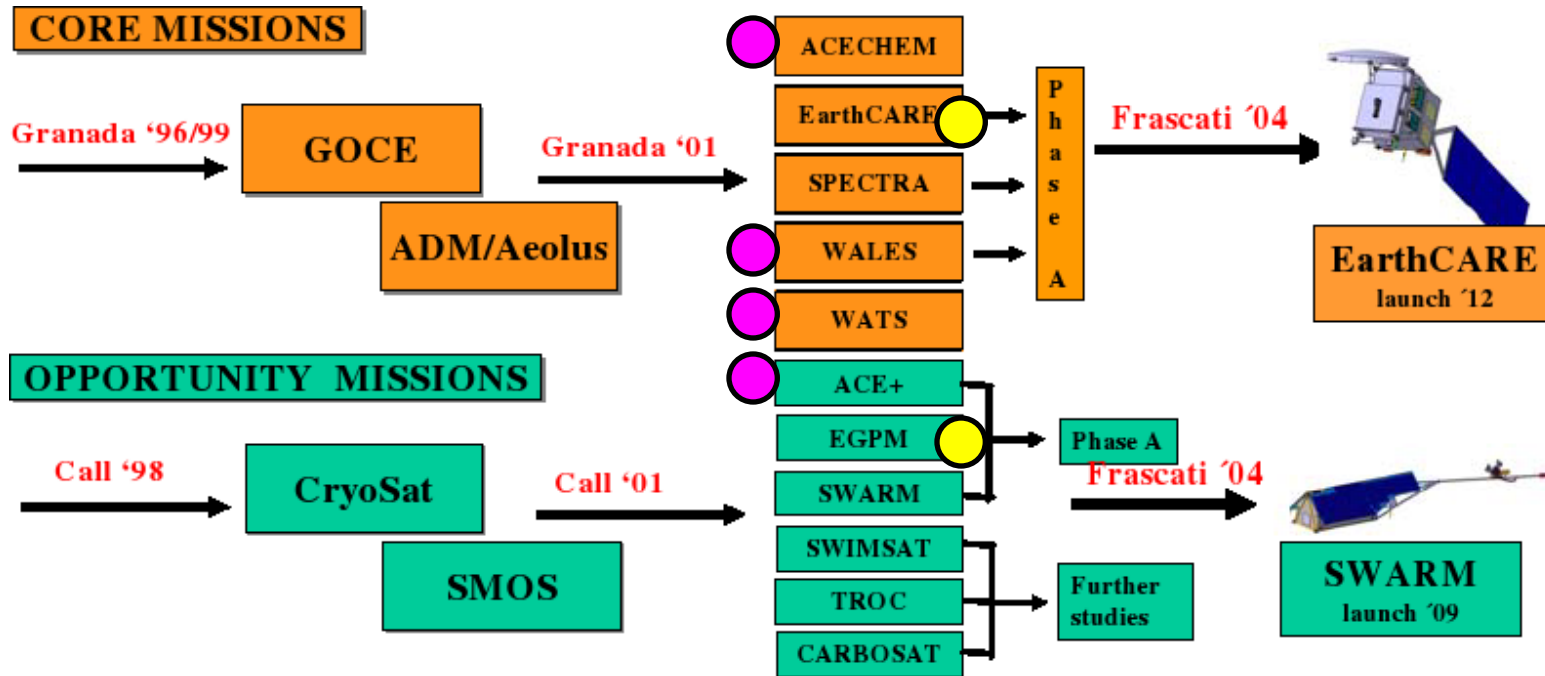 CORE MISSIONS
Granada ‘96/99
GOCE
ADM/Aeolus
Granada ‘01
ACECHEM
EarthCARE
SPECTRA
WALES
WATS
Phase A
Frascati ´04
EarthCARE
launch ´12
OPPORTUNITY MISSIONS
Call ‘98
CryoSat
SMOS
Call ‘01
ACE+
EGPM
SWARM
SWIMSAT
TROC
CARBOSAT
Phase A
Further
studies
Frascati ´04
SWARM
launch ´09